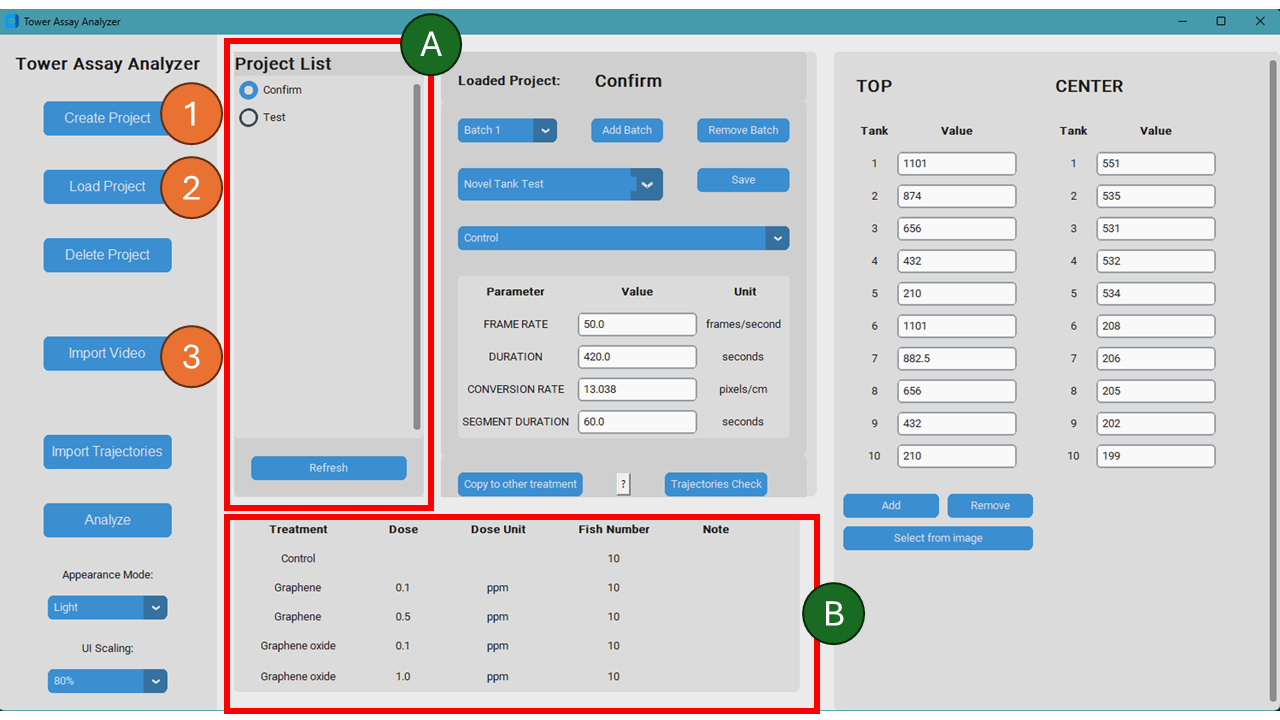 Tower Assay Analyzer
Tower Assay Analyzer
Create Project
1
Load Project
2
Delete Project
Import Video
3
Import Trajectories
Analyze
Appearance Mode:
Light
UI Scaling:
80%
A
Project List
Confirm
Test
Refresh
Loaded Project: Confirm
Batch 1 Add Batch Remove Batch
Novel Tank Test Save
Control
Parameter Value Unit
FRAME RATE 50.0 frames/second
DURATION 420.0 seconds
CONVERSION RATE 13.038 pixels/cm
SEGMENT DURATION 60.0 seconds
Copy to other treatment ? Trajectories Check
Treatment Dose Dose Unit Fish Number Note
Control 10
Graphene 0.1 ppm 10
Graphene 0.5 ppm 10
Graphene oxide 0.1 ppm 10
Graphene oxide 1.0 ppm 10
B
TOP CENTER
Tank Value Tank Value
1 1101 1 551
2 874 2 535
3 656 3 531
4 432 4 532
5 210 5 534
6 1101 6 208
7 882.5 7 206
8 656 8 205
9 432 9 202
10 210 10 199
Add Remove
Select from image